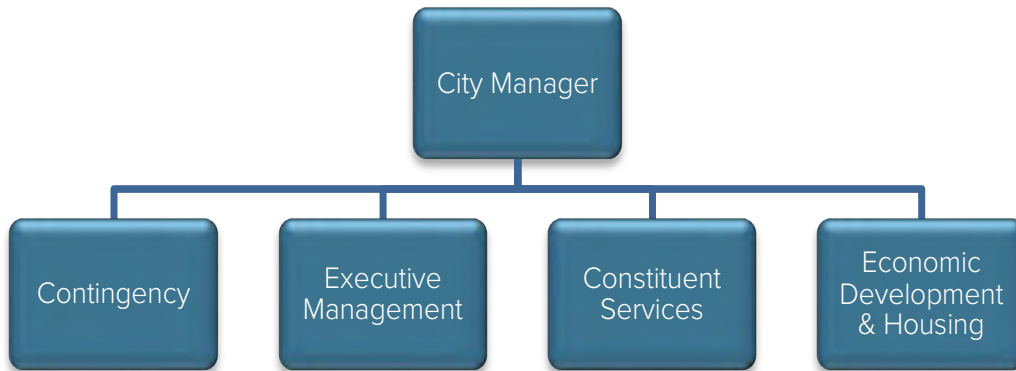 City Manager
Contingency
Executive
Management
Constituent
Services
Economic
Development
& Housing